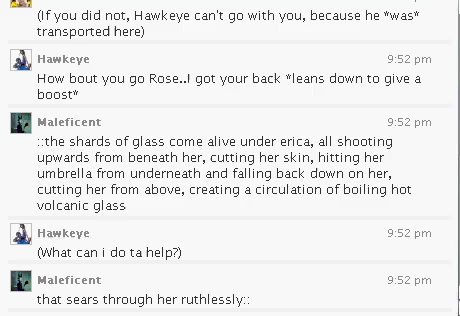 (If you did not, Hawkeye can't go with you, because he *was*
transported here)
Hawkeye 9:52 pm
How bout you go Rose..I got your back *leans down to give a
boost*
Maleficent 9:52 pm
::the shards of glass come alive under erica, all shooting
upwards from beneath her, cutting her skin, hitting her
umbrella from underneath and falling back down on her,
cutting her from above, creating a circulation of boiling hot
volcanic glass
Hawkeye 9:52 pm
(What can i do ta help?)
Maleficent 9:52 pm
that sears through her ruthlessly::